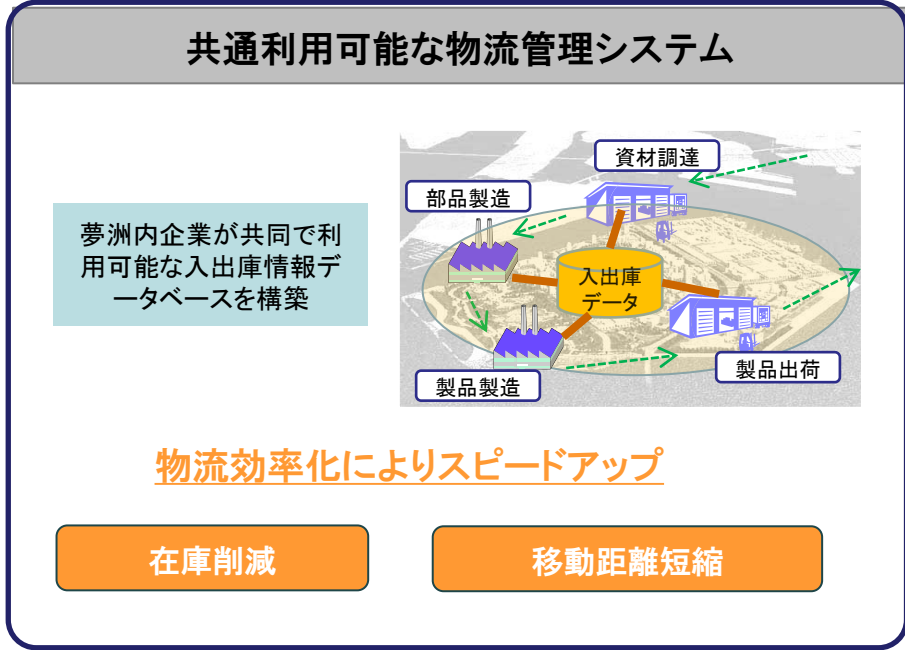 共通利用可能な物流管理システム
資材調達
部品製造
夢洲内企業が共同で利
用可能な入出庫情報デ
ータベースを構築
入出庫
データ
製品出荷
製品製造
物流効率化によりスピードアップ
在庫削減
移動距離短縮